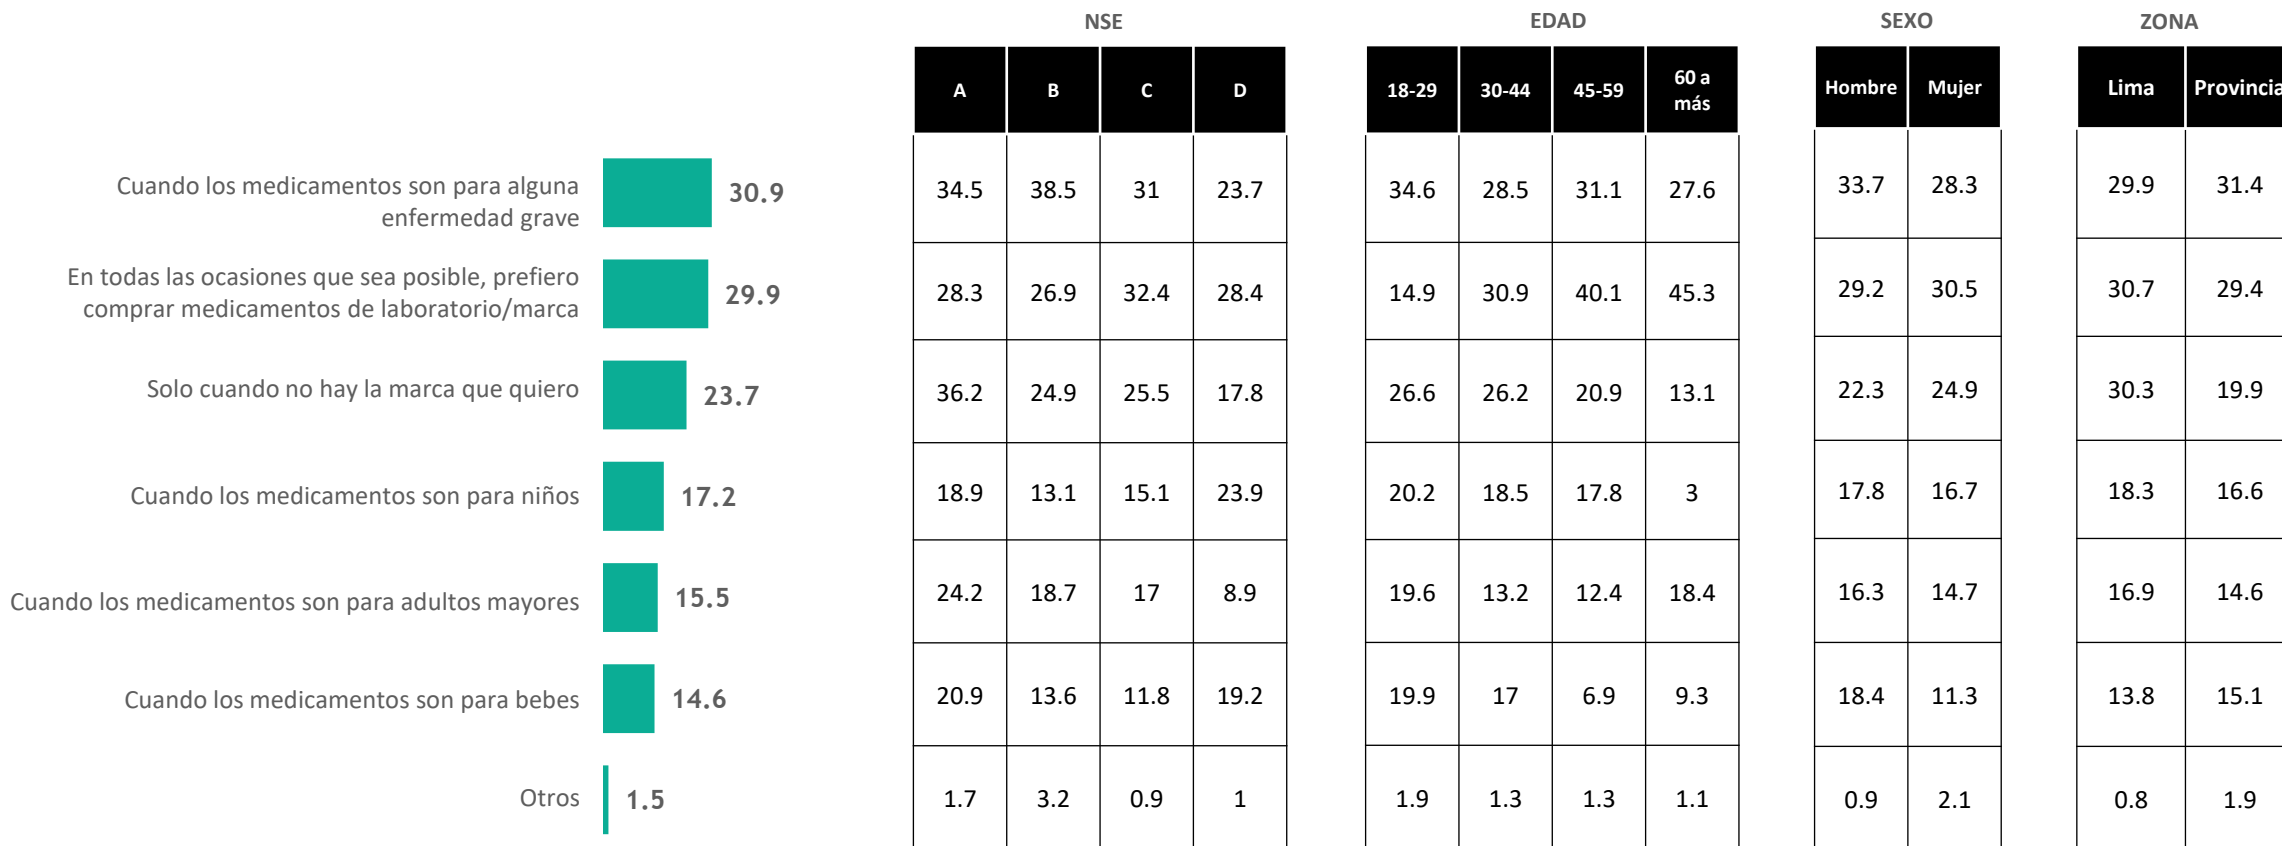 NSE EDAD SEXO ZONA
A B C D 18-29 30-44 45-59 60 a más Hombre Mujer Lima Provincia
Cuando los medicamentos son para alguna
enfermedad grave
30.9 34.5 38.5 31 23.7 34.6 28.5 31.1 27.6 33.7 28.3 29.9 31.4
En todas las ocasiones que sea posible, prefiero
comprar medicamentos de laboratorio/marca
29.9 28.3 26.9 32.4 28.4 14.9 30.9 40.1 45.3 29.2 30.5 30.7 29.4
Solo cuando no hay la marca que quiero
23.7 36.2 24.9 25.5 17.8 26.6 26.2 20.9 13.1 22.3 24.9 30.3 19.9
Cuando los medicamentos son para niños
17.2 18.9 13.1 15.1 23.9 20.2 18.5 17.8 3 17.8 16.7 18.3 16.6
Cuando los medicamentos son para adultos mayores
15.5 24.2 18.7 17 8.9 19.6 13.2 12.4 18.4 16.3 14.7 16.9 14.6
Cuando los medicamentos son para bebes
14.6 20.9 13.6 11.8 19.2 19.9 17 6.9 9.3 18.4 11.3 13.8 15.1
Otros
1.5 1.7 3.2 0.9 1 1.9 1.3 1.3 1.1 0.9 2.1 0.8 1.9